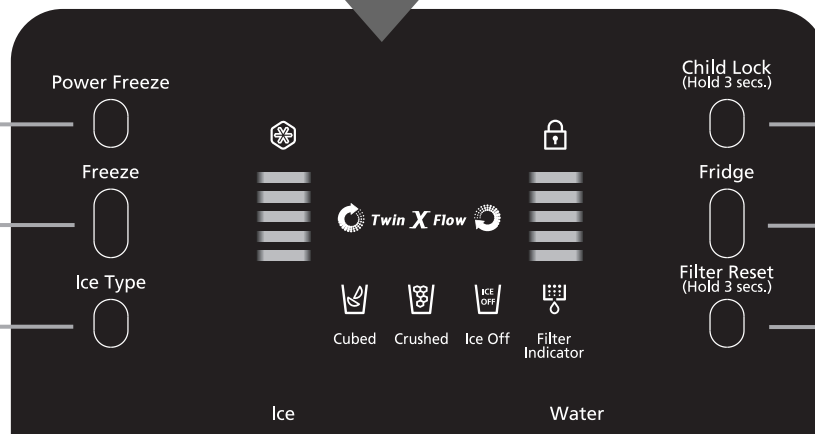 Power Freeze
Child Lock
(Hold 3 secs.)
Freeze
Fridge
Twin X Flow
Ice Type
Filter Reset
(Hold 3 secs.)
ICE
OFF
Cubed
Crushed
Ice Off
Filter
Indicator
Ice
Water